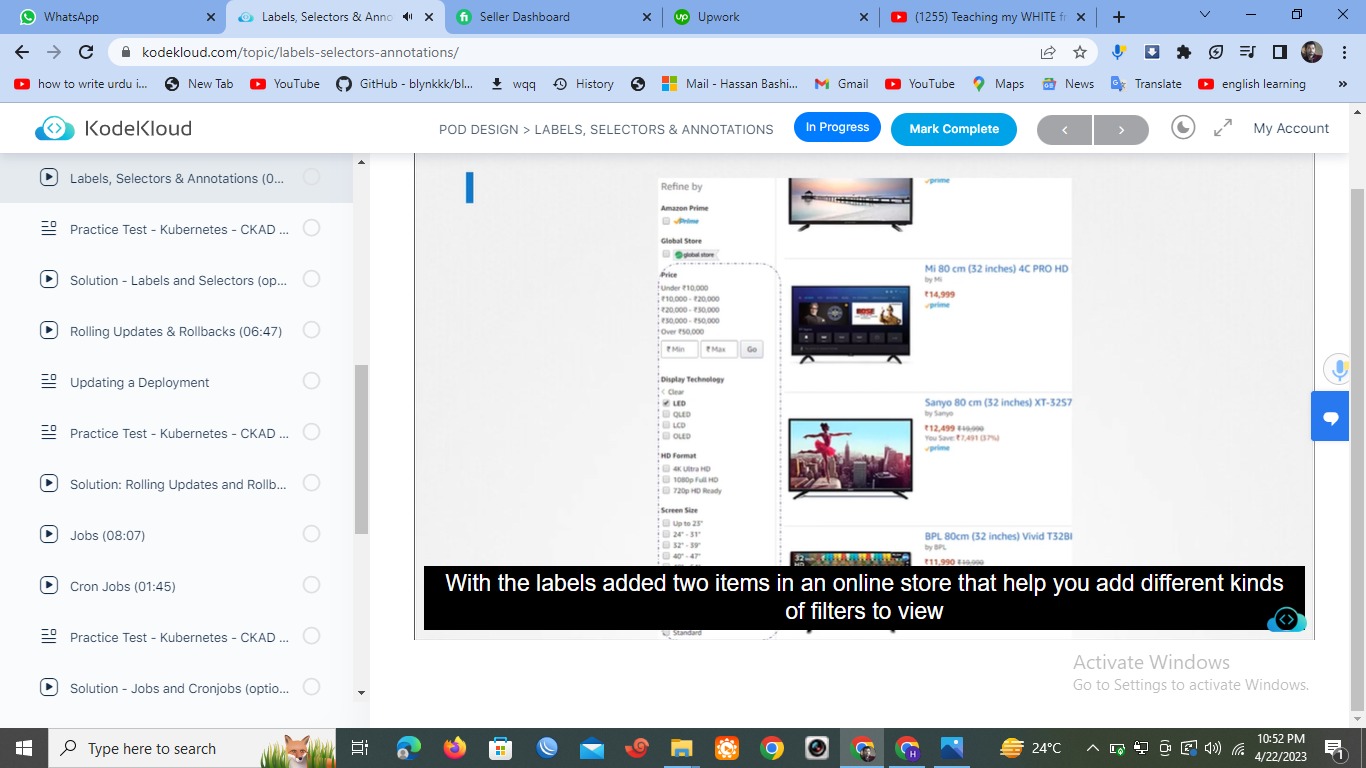 WhatsApp
Labels, Selectors & Anno
Seller Dashboard
Upwork
(1255) Teaching my WHITE fr
kodekloud.com/topic/labels-selectors-annotations/
how to write urdu i...
New Tab
YouTube
GitHub - blynkkk/bl...
wqq
History
Mail - Hassan Bashi...
Gmail
YouTube
Maps
News
Translate
english learning
»
KodeKloud
POD DESIGN > LABELS, SELECTORS & ANNOTATIONS
In Progress
Mark Complete
My Account
Labels, Selectors & Annotations (0...
Practice Test - Kubernetes - CKAD ...
Solution - Labels and Selectors (op...
Rolling Updates & Rollbacks (06:47)
Updating a Deployment
Practice Test - Kubernetes - CKAD ...
Solution: Rolling Updates and Rollb...
Jobs (08:07)
Cron Jobs (01:45)
Practice Test - Kubernetes - CKAD ...
Solution - Jobs and Cronjobs (optio...
Refine by
Amazon Prime
Prime
Global Store
global store
Price
Under ₹10,000
₹10,000 - ₹20,000
₹20,000 - ₹30,000
₹30,000 - ₹50,000
Over ₹50,000
₹ Min
₹ Max
Go
Display Technology
< Clear
LED
QLED
LCD
OLED
HD Format
4K Ultra HD
1080p Full HD
720p HD Ready
Screen Size
Up to 23"
24" - 31"
32" - 39"
40" - 47"
Standard
prime
Mi 80 cm (32 inches) 4C PRO HD
by Mi
₹14,999
prime
Sanyo 80 cm (32 inches) XT-32S7
by Sanyo
₹12,499 ₹19,990
You Save: ₹7,491 (37%)
prime
BPL 80cm (32 inches) Vivid T32BI
by BPL
₹11,990 ₹19,990
With the labels added two items in an online store that help you add different kinds
of filters to view
Activate Windows
Go to Settings to activate Windows.
Type here to search
24°C
10:52 PM
4/22/2023
1